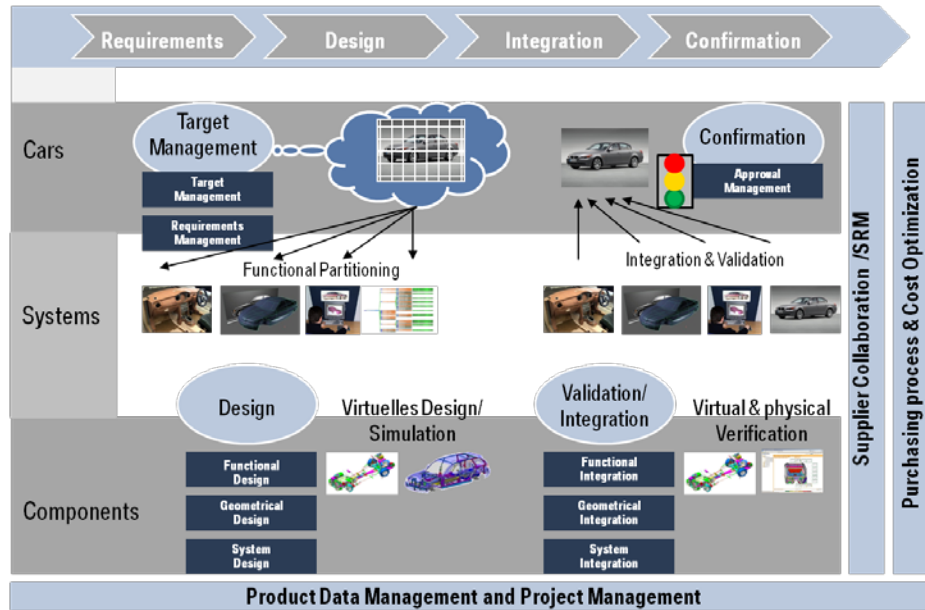 Requirements
Design
Integration
Confirmation
Cars
Target
Management
Target
Management
Requirements
Management
Confirmation
Approval
Management
Functional Partitioning
Integration & Validation
Systems
Design
Virtuelles Design/
Simulation
Validation/
Integration
Virtual & physical
Verification
Components
Functional
Design
Geometrical
Design
System
Design
Functional
Integration
Geometrical
Integration
System
Integration
Supplier Collaboration /SRM
Purchasing process & Cost Optimization
Product Data Management and Project Management